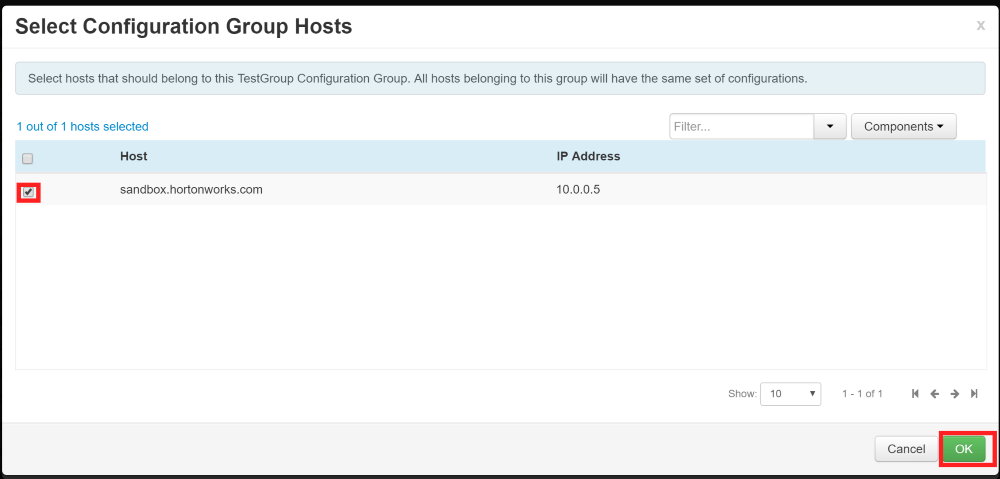 Select Configuration Group Hosts
x
Select hosts that should belong to this TestGroup Configuration Group. All hosts belonging to this group will have the same set of configurations.
1 out of 1 hosts selected
Filter...
Components
Host IP Address
sandbox.hortonworks.com 10.0.0.5
Show: 10 1 - 1 of 1
Cancel OK